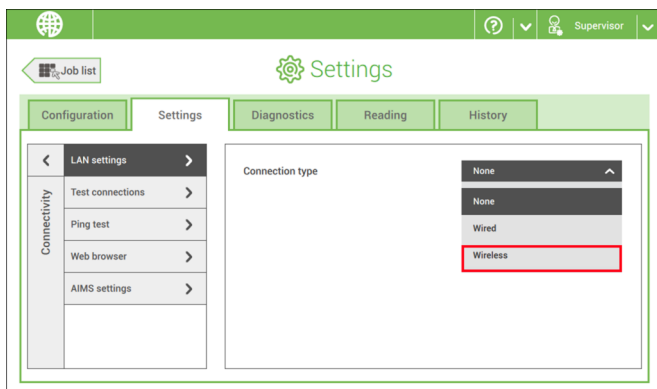 Supervisor
Job list
Settings
Configuration
Settings
Diagnostics
Reading
History
Connectivity
LAN settings
Test connections
Ping test
Web browser
AIMS settings
Connection type
None
None
Wired
Wireless